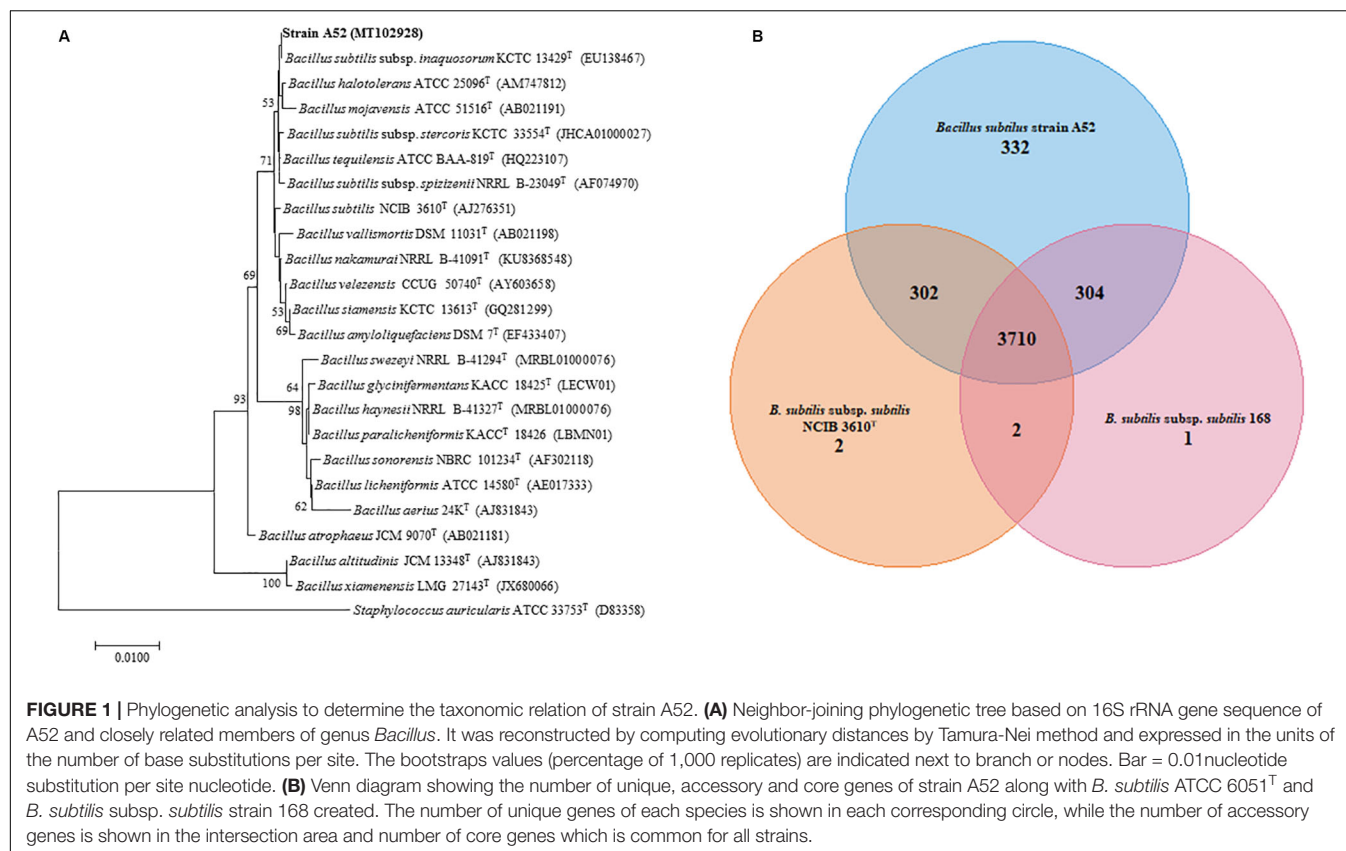 A
Strain A52 (MT102928)
Bacillus subtilis subsp. inaquosorum KCTC 13429T (EU138467)
Bacillus halotolerans ATCC 25096T (AM747812)
53
Bacillus mojavensis ATCC 51516T (AB021191)
Bacillus subtilis subsp. stercoris KCTC 33554T (JHCA01000027)
71
Bacillus tequilensis ATCC BAA-819T (HQ223107)
Bacillus subtilis subsp. spizizenii NRRL B-23049T (AF074970)
Bacillus subtilis NCIB 3610T (AJ276351)
Bacillus vallismortis DSM 11031T (AB021198)
Bacillus nakamurai NRRL B-41091T (KU8368548)
69
Bacillus velezensis CCUG 50740T (AY603658)
53
Bacillus siamensis KCTC 13613T (GQ281299)
69
Bacillus amyloliquefaciens DSM 7T (EF433407)
Bacillus swezeyi NRRL B-41294T (MRBL01000076)
64
Bacillus glycinifermentans KACC 18425T (LECW01)
93
98
Bacillus haynesii NRRL B-41327T (MRBL01000076)
Bacillus paralicheniformis KACCT 18426 (LBMN01)
Bacillus sonorensis NBRC 101234T (AF302118)
Bacillus licheniformis ATCC 14580T (AE017333)
62
Bacillus aerius 24KT (AJ831843)
Bacillus atrophaeus JCM 9070T (AB021181)
Bacillus altitudinis JCM 13348T (AJ831843)
100
Bacillus xiamenensis LMG 27143T (JX680066)
Staphylococcus auricularis ATCC 33753T (D83358)
0.0100
B
Bacillus subtilus strain A52
332
302
304
3710
B. subtilis subsp. subtilis
NCIB 3610T
2
2
B. subtilis subsp. subtilis 168
1
FIGURE 1 | Phylogenetic analysis to determine the taxonomic relation of strain A52. (A) Neighbor-joining phylogenetic tree based on 16S rRNA gene sequence of
A52 and closely related members of genus Bacillus. It was reconstructed by computing evolutionary distances by Tamura-Nei method and expressed in the units of
the number of base substitutions per site. The bootstraps values (percentage of 1,000 replicates) are indicated next to branch or nodes. Bar = 0.01nucleotide
substitution per site nucleotide. (B) Venn diagram showing the number of unique, accessory and core genes of strain A52 along with B. subtilis ATCC 6051T and
B. subtilis subsp. subtilis strain 168 created. The number of unique genes of each species is shown in each corresponding circle, while the number of accessory
genes is shown in the intersection area and number of core genes which is common for all strains.